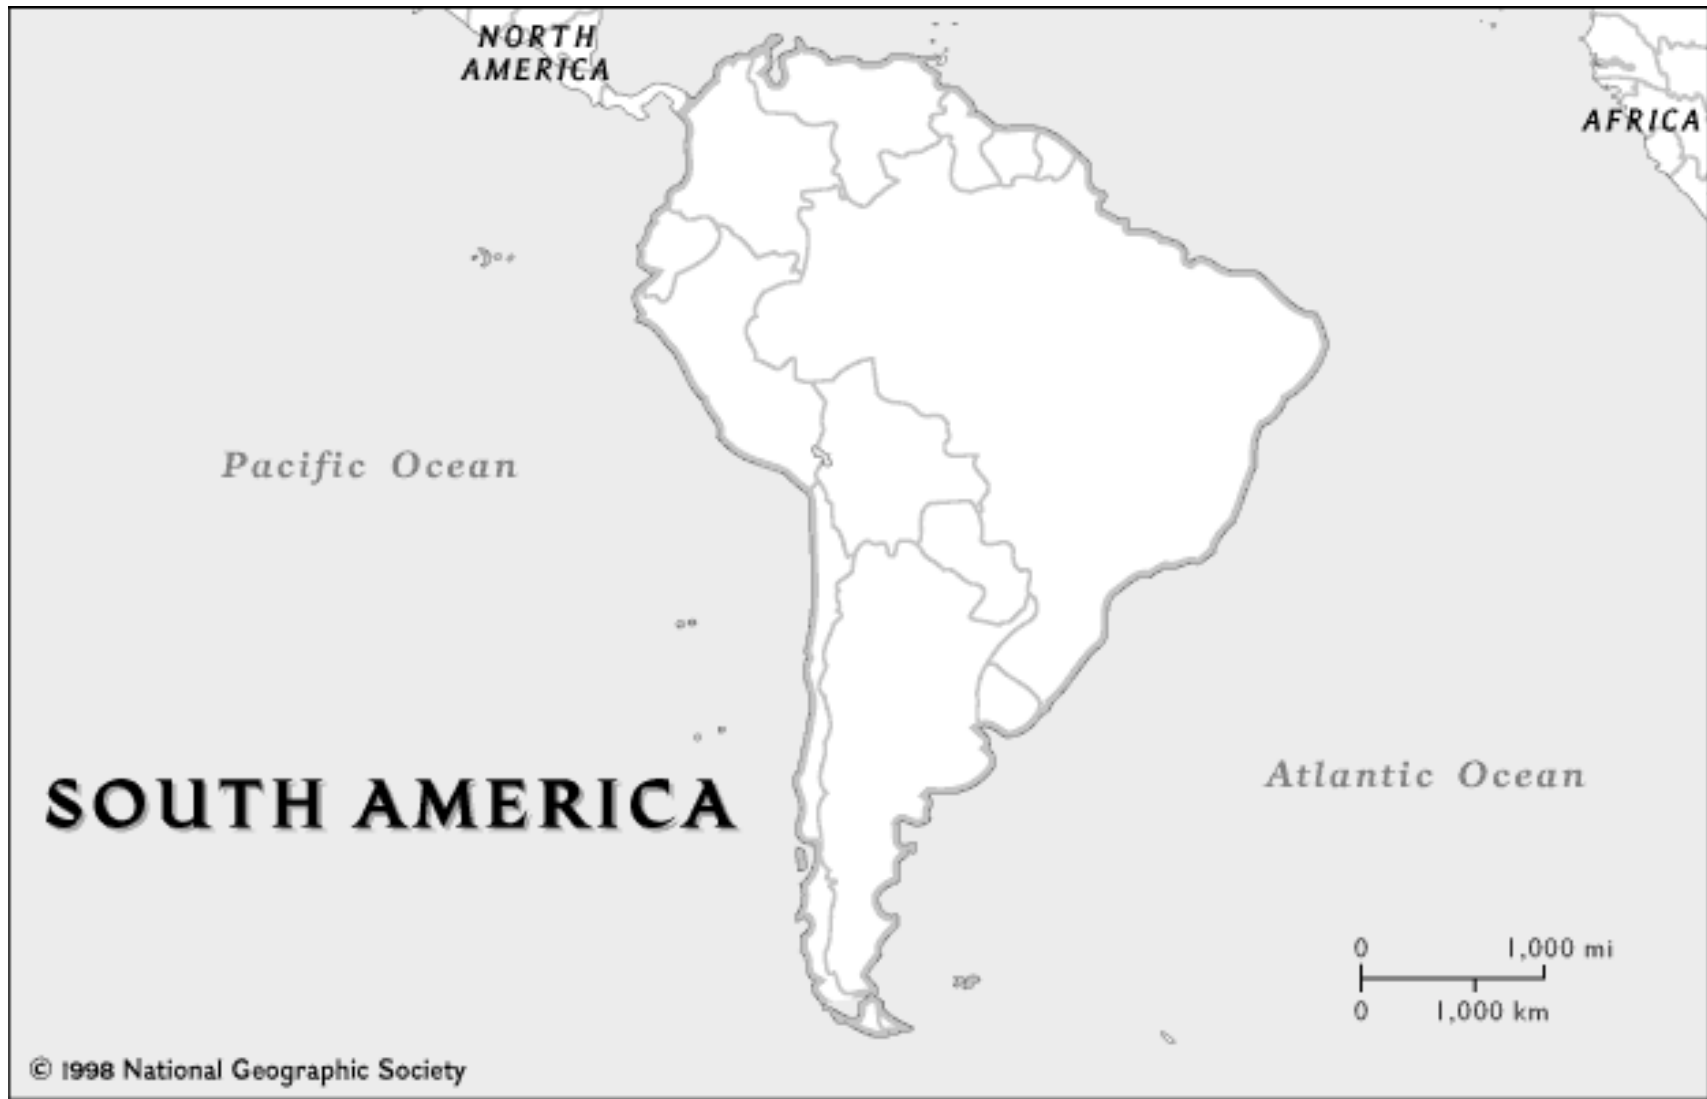 NORTH
AMERICA
AFRICA
Pacific Ocean
SOUTH AMERICA
Atlantic Ocean
0 1,000 mi
0 1,000 km
© 1998 National Geographic Society